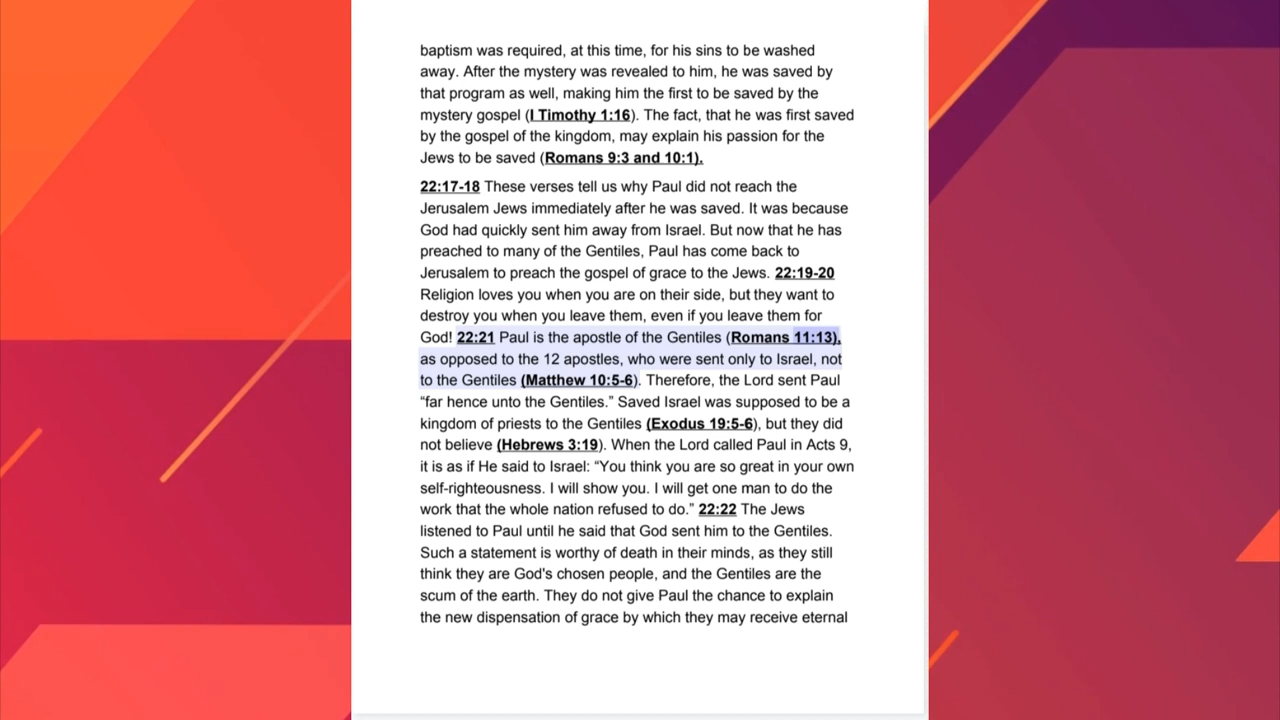 baptism was required, at this time, for his sins to be washed
away. After the mystery was revealed to him, he was saved by
that program as well, making him the first to be saved by the
mystery gospel (I Timothy 1:16). The fact, that he was first saved
by the gospel of the kingdom, may explain his passion for the
Jews to be saved (Romans 9:3 and 10:1).
22:17-18 These verses tell us why Paul did not reach the
Jerusalem Jews immediately after he was saved. It was because
God had quickly sent him away from Israel. But now that he has
preached to many of the Gentiles, Paul has come back to
Jerusalem to preach the gospel of grace to the Jews. 22:19-20
Religion loves you when you are on their side, but they want to
destroy you when you leave them, even if you leave them for
God! 22:21 Paul is the apostle of the Gentiles (Romans 11:13),
as opposed to the 12 apostles, who were sent only to Israel, not
to the Gentiles (Matthew 10:5-6). Therefore, the Lord sent Paul
“far hence unto the Gentiles.” Saved Israel was supposed to be a
kingdom of priests to the Gentiles (Exodus 19:5-6), but they did
not believe (Hebrews 3:19). When the Lord called Paul in Acts 9,
it is as if He said to Israel: “You think you are so great in your own
self-righteousness. I will show you. I will get one man to do the
work that the whole nation refused to do.” 22:22 The Jews
listened to Paul until he said that God sent him to the Gentiles.
Such a statement is worthy of death in their minds, as they still
think they are God's chosen people, and the Gentiles are the
scum of the earth. They do not give Paul the chance to explain
the new dispensation of grace by which they may receive eternal